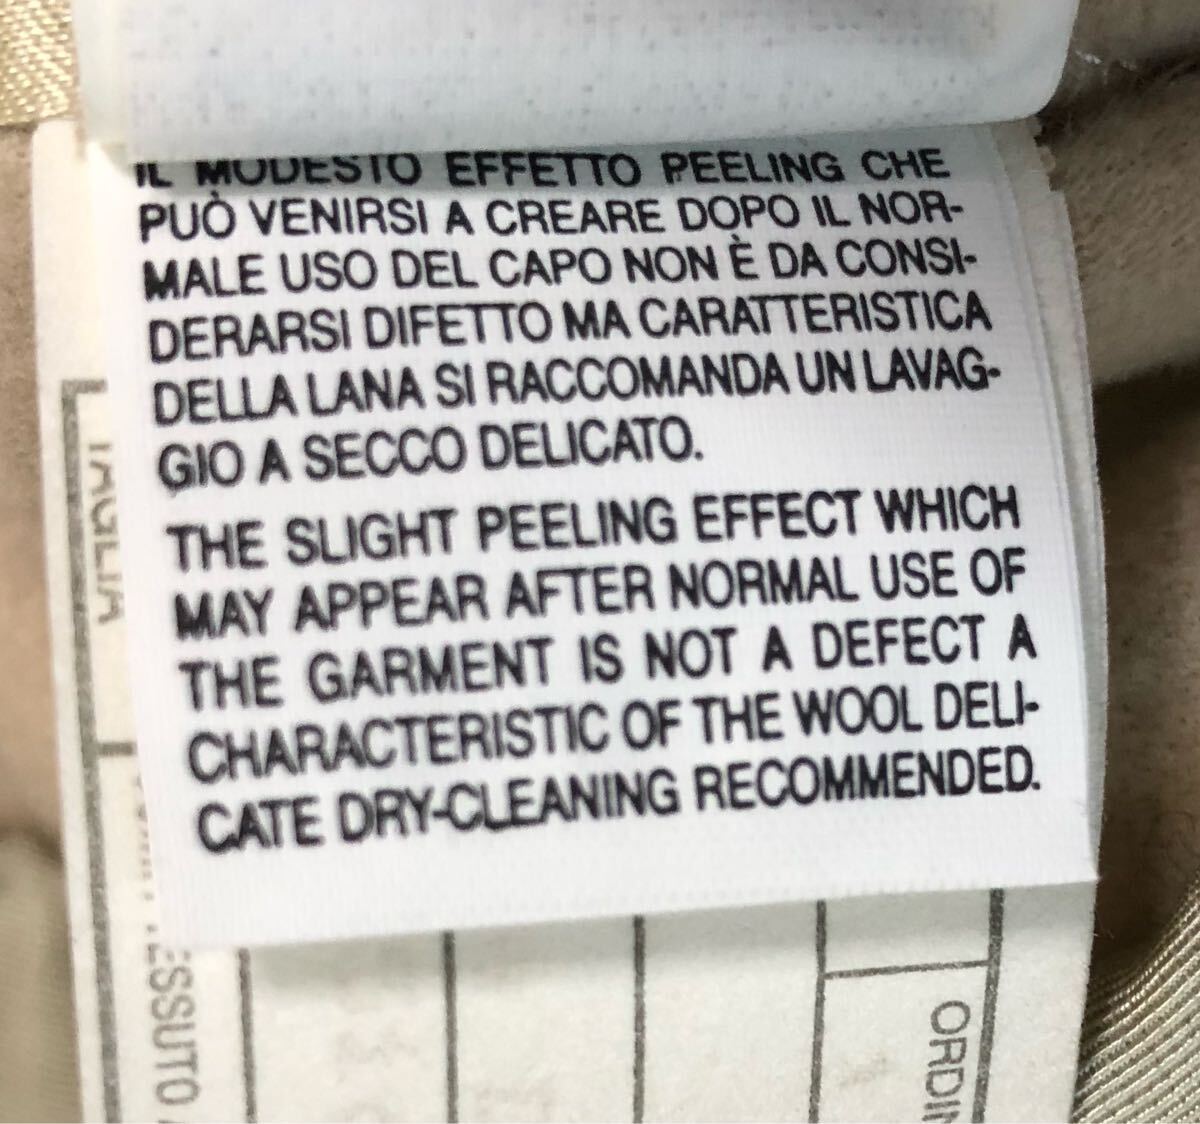 IL MODESTO EFFETTO PEELING CHE
PUÒ VENIRSI A CREARE DOPO IL NOR-
MALE USO DEL CAPO NON È DA CONSI-
DERARSI DIFETTO MA CARATTERISTICA
DELLA LANA SI RACCOMANDA UN LAVAG-
GIO A SECCO DELICATO.
THE SLIGHT PEELING EFFECT WHICH
MAY APPEAR AFTER NORMAL USE OF
THE GARMENT IS NOT A DEFECT A
CHARACTERISTIC OF THE WOOL DELI-
CATE DRY-CLEANING RECOMMENDED.
TAGLIA